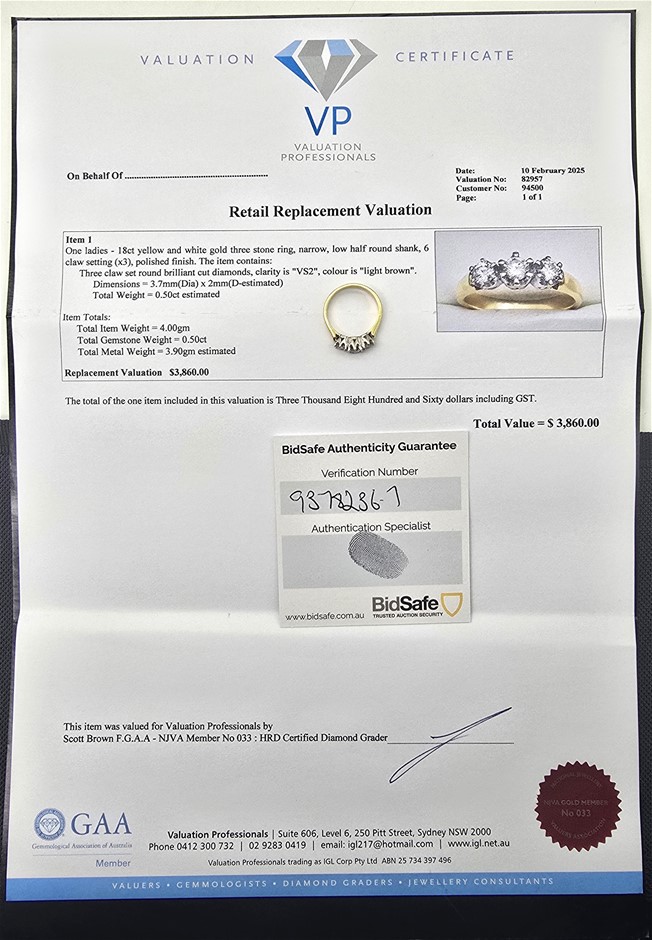 VALUATION CERTIFICATE
VP
VALUATION
PROFESSIONALS
On Behalf Of
Date: 10 February 2025
Valuation No: 82957
Customer No: 94500
Page: 1 of 1
Retail Replacement Valuation
Item 1
One ladies - 18ct yellow and white gold three stone ring, narrow, low half round shank, 6
claw setting (x3), polished finish. The item contains:
Three claw set round brilliant cut diamonds, clarity is "VS2", colour is "light brown".
Dimensions = 3.7mm(Dia) x 2mm(D-estimated)
Total Weight = 0.50ct estimated
Item Totals:
Total Item Weight = 4.00gm
Total Gemstone Weight = 0.50ct
Total Metal Weight = 3.90gm estimated
Replacement Valuation $3,860.00
The total of the one item included in this valuation is Three Thousand Eight Hundred and Sixty dollars including GST.
Total Value = $ 3,860.00
BidSafe Authenticity Guarantee
Verification Number
9378236-7
Authentication Specialist
www.bidsafe.com.au
BidSafe
TRUSTED AUCTION SECURITY
This item was valued for Valuation Professionals by
Scott Brown F.G.A.A - NJVA Member No 033 : HRD Certified Diamond Grader
NJVA GOLD MEMBER
No 033
VALUERS ASSOCIATION
GAA
Gemmological Association of Australia
Member
Valuation Professionals | Suite 606, Level 6, 250 Pitt Street, Sydney NSW 2000
Phone 0412 300 732 | 02 9283 0419 | email: igl217@hotmail.com | www.igl.net.au
Valuation Professionals trading as IGL Corp Pty Ltd ABN 25 734 397 496
VALUERS • GEMMOLOGISTS • DIAMOND GRADERS • JEWELLERY CONSULTANTS